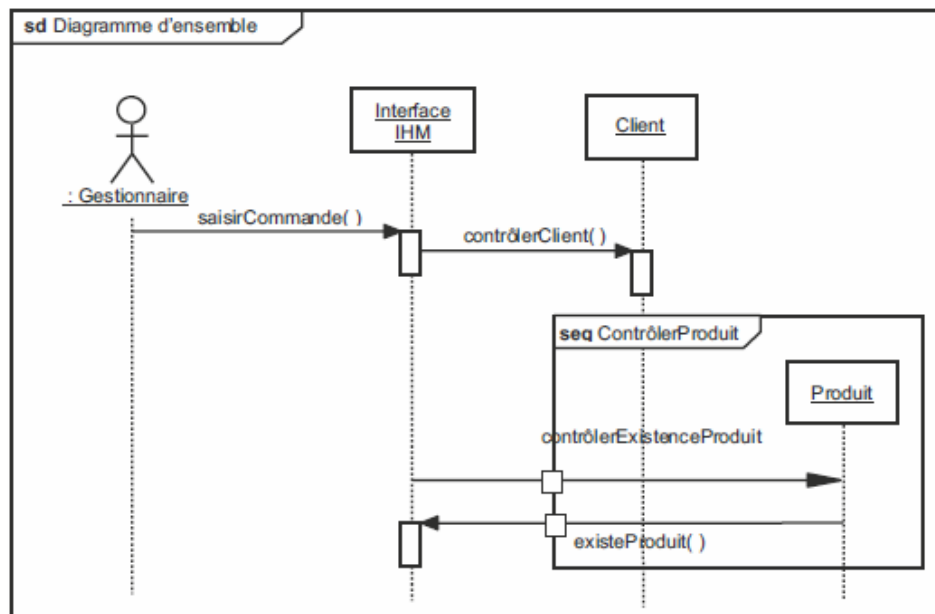 sd Diagramme d'ensemble
Interface
IHM
Client
: Gestionnaire
saisirCommande( )
contrôlerClient( )
seq ContrôlerProduit
Produit
contrôlerExistenceProduit
existeProduit( )